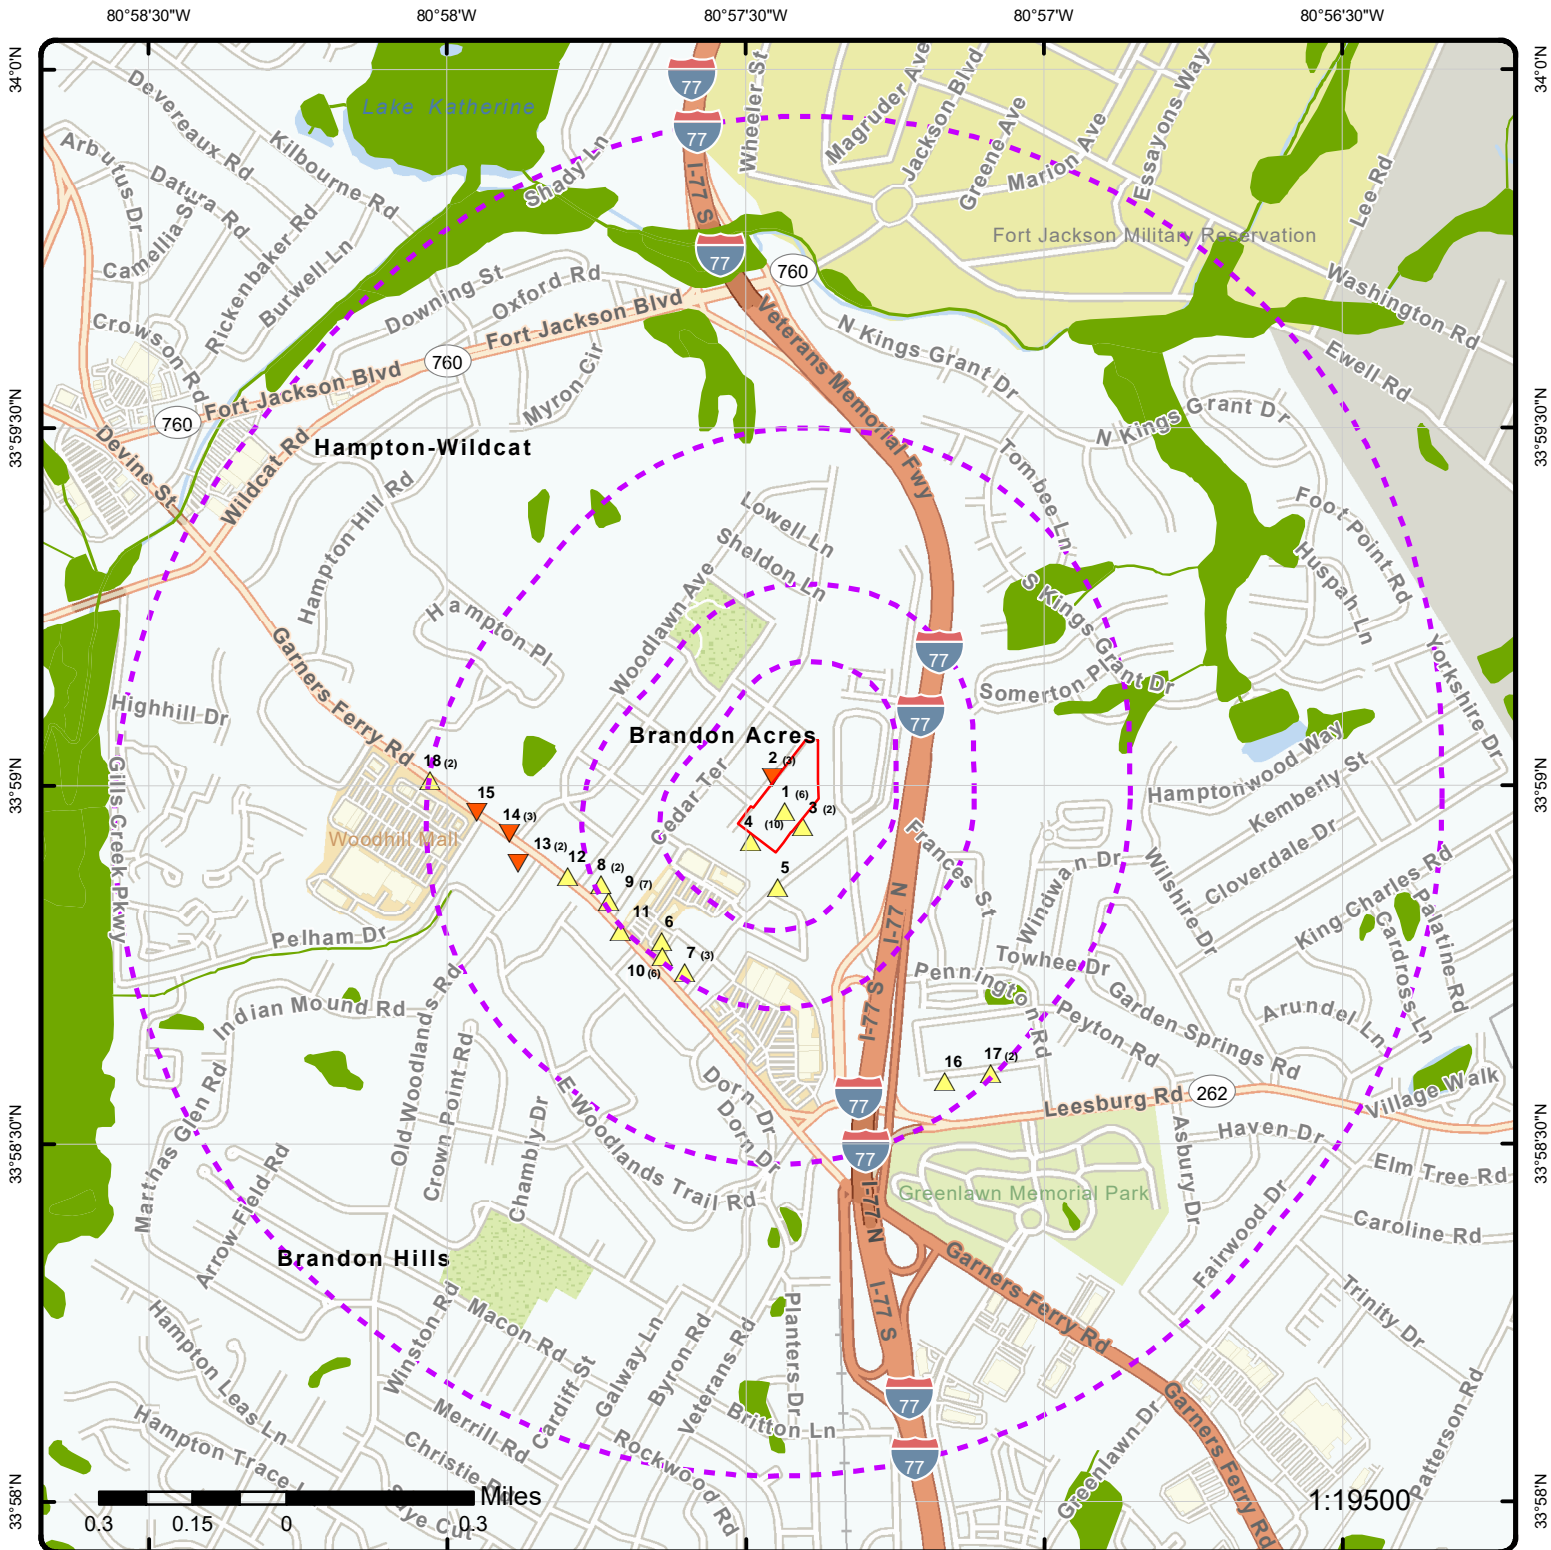 80°58'30"W
80°58'W
80°57'30"W
80°57'W
80°56'30"W
34°0'N
34°0'N
77
Lake Katherine
Devereaux Rd
Kilbourne Rd
Shady Ln
Wheeler St
Magruder Ave
Jackson Blvd
Greene Ave
Marion Ave
Essayons Way
Lee Rd
77
Arbutus Dr
Datura Rd
Camellia St
Rickenbaker Rd
Burwell Ln
I-77 S
Fort Jackson Military Reservation
77
760
Washington Rd
Downing St
Oxford Rd
Fort Jackson Blvd
Veterans Memorial Fwy
N Kings Grant Dr
Ewell Rd
Crowson Rd
760
Myron Cir
Fort Jackson Blvd
760
N Kings Grant Dr
33°59'30"N
33°59'30"N
Devine St
Wildcat Rd
Hampton-Wildcat
Hampton Hill Rd
Tombee Ln
Foot Point Rd
Lowell Ln
Sheldon Ln
Huspah Ln
Hampton Pl
Woodlawn Ave
S Kings Grant Dr
77
Yorkshire Dr
Garners Ferry Rd
Somerton Pl
Highhill Dr
77
Brandon Acres
Hamptonwood Way
18 (2)
2 (3)
33°59'N
33°59'N
Kemberly St
15
1 (6)
3 (2)
Cedar Ter
4 (10)
14 (3)
Woodhill Mall
13 (2)
12
8 (2)
5
9 (7)
Frances St
Windwan Dr
Wilshire Dr
Cloverdale Dr
King Charles Rd
Gills Creek Pkwy
Pelham Dr
11
6
7 (3)
10 (6)
I-77 N
Cardross Ln
Palatine Rd
Towhee Dr
Pennington Rd
Garden Springs Rd
Peyton Rd
Arundel Ln
Indian Mound Rd
Old Woodlands Rd
I-77 S
Crown Point Rd
16
17 (2)
Dorn Dr
Dorn Dr
77
Leesburg Rd
262
Village Walk
Marthas Glen Rd
E Woodlands Trail Rd
Chambly Dr
33°58'30"N
33°58'30"N
77
Asbury Dr
Haven Dr
Elm Tree Rd
Arrow Field Rd
Greenlawn Memorial Park
I-77 N
Fairwood Dr
Caroline Rd
Brandon Hills
Garners Ferry Rd
Winston Rd
Macon Rd
Cardiff St
Galway Ln
Byron Rd
Veterans Rd
Planters Dr
I-77 S
Trinity Dr
Hampton Leas Ln
77
Garners Ferry Rd
Greenlawn Dr
Patterson Rd
Merrill Rd
Britton Ln
Hampton Trace L
Christie Rd
Rockwood Rd
77
33°58'N
33°58'N
Miles
1:19500
0.3
0.15
0
0.3